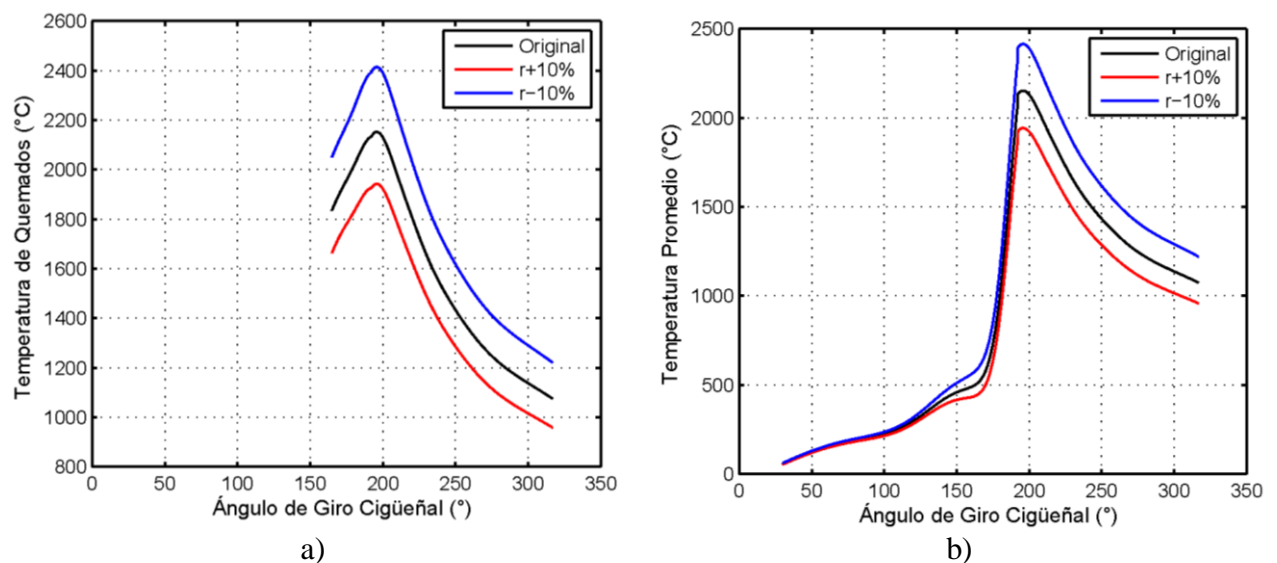 2600
2400
2200
2000
1800
1600
1400
1200
1000
800
Temperatura de Quemados (°C)
Original
r+10%
r−10%
0 50 100 150 200 250 300 350
Ángulo de Giro Cigüeñal (°)
a)
2500
2000
1500
1000
500
0
Temperatura Promedio (°C)
Original
r+10%
r−10%
0 50 100 150 200 250 300 350
Ángulo de Giro Cigüeñal (°)
b)